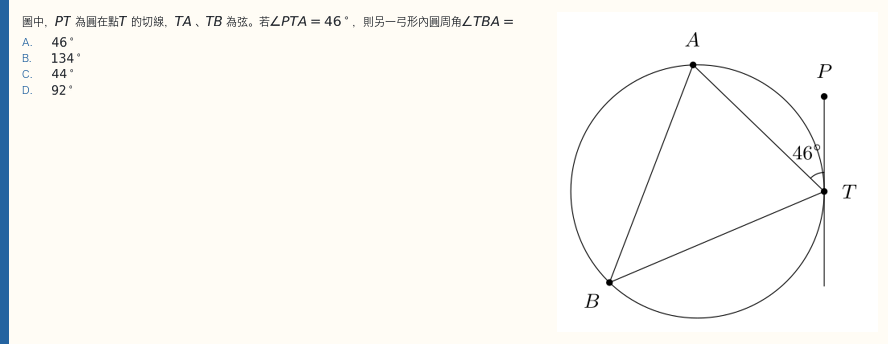 圖中，PT 為圓在點T 的切線，TA、TB 為弦。若∠PTA = 46°，則另一弓形內圓周角∠TBA =
A. 46°
B. 134°
C. 44°
D. 92°
A
P
46°
T
B